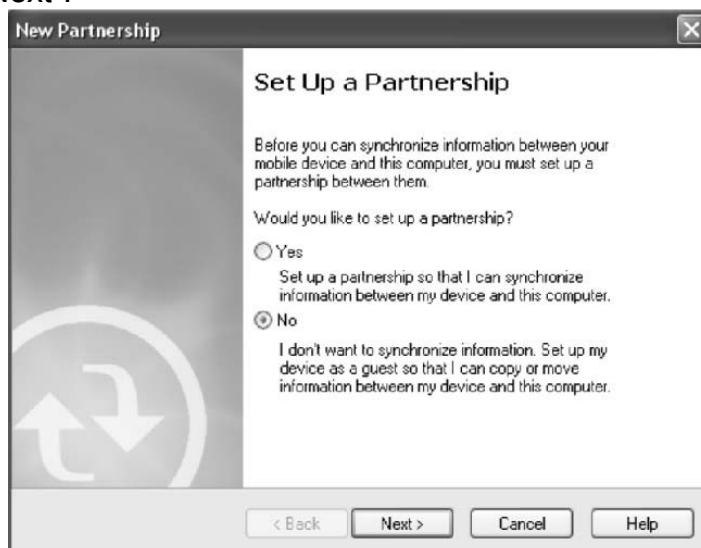 New Partnership
Set Up a Partnership
Before you can synchronize information between your
mobile device and this computer, you must set up a
partnership between them.
Would you like to set up a partnership?
Yes
Set up a partnership so that I can synchronize
information between my device and this computer.
No
I don't want to synchronize information. Set up my
device as a guest so that I can copy or move
information between my device and this computer.
< Back Next > Cancel Help